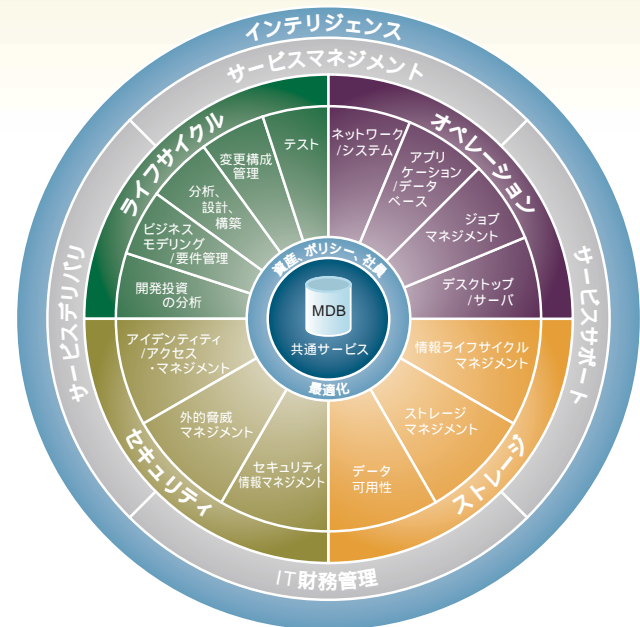 インテリジェンス
サービスマネジメント
サービスデリバリ
サービスサポート
IT財務管理
ライフサイクル
テスト
変更構成
管理
分析、
設計、
構築
ビジネス
モデリング
/要件管理
開発投資
の分析
オペレーション
ネットワーク
/システム
アプリ
ケーション
/データ
ベース
ジョブ
マネジメント
デスクトップ
/サーバ
資産、ポリシー、社員
MDB
共通サービス
最適化
セキュリティ
アイデンティティ
/アクセス
・マネジメント
外的脅威
マネジメント
セキュリティ
情報マネジメント
ストレージ
情報ライフサイクル
マネジメント
ストレージ
マネジメント
データ
可用性